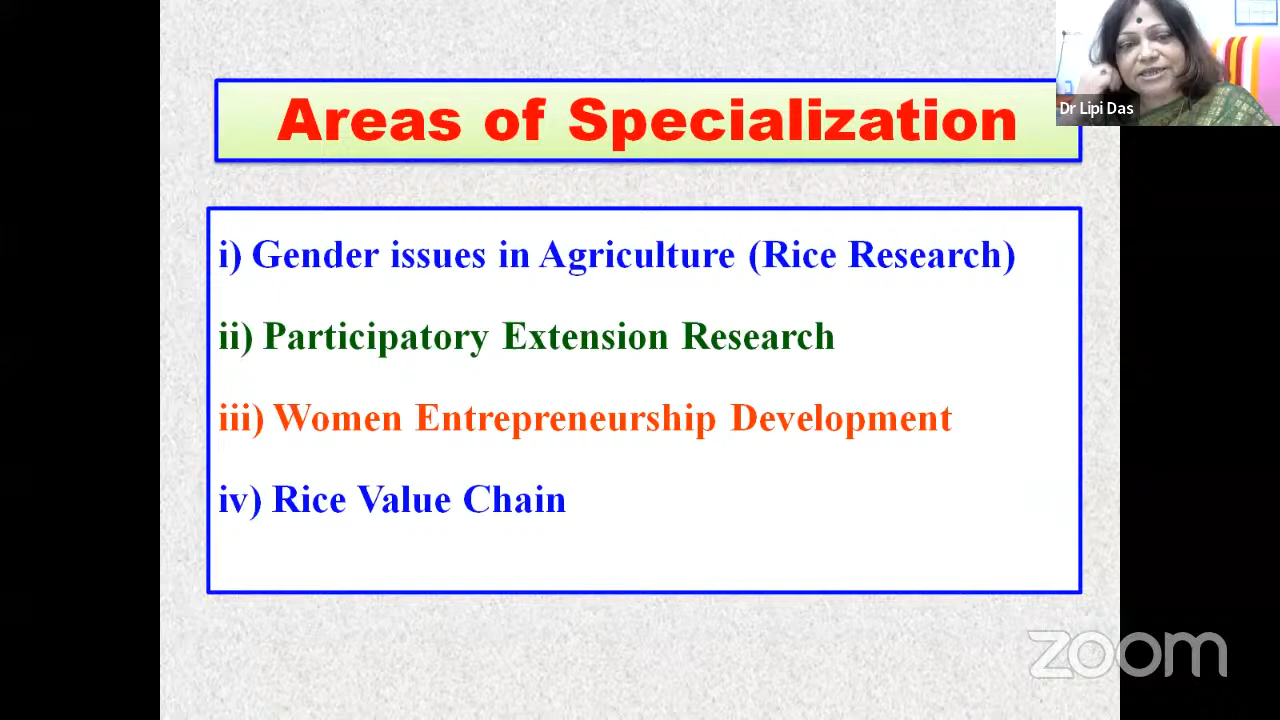 Areas of Specialization
Dr Lipi Das
i) Gender issues in Agriculture (Rice Research)
ii) Participatory Extension Research
iii) Women Entrepreneurship Development
iv) Rice Value Chain
zoom